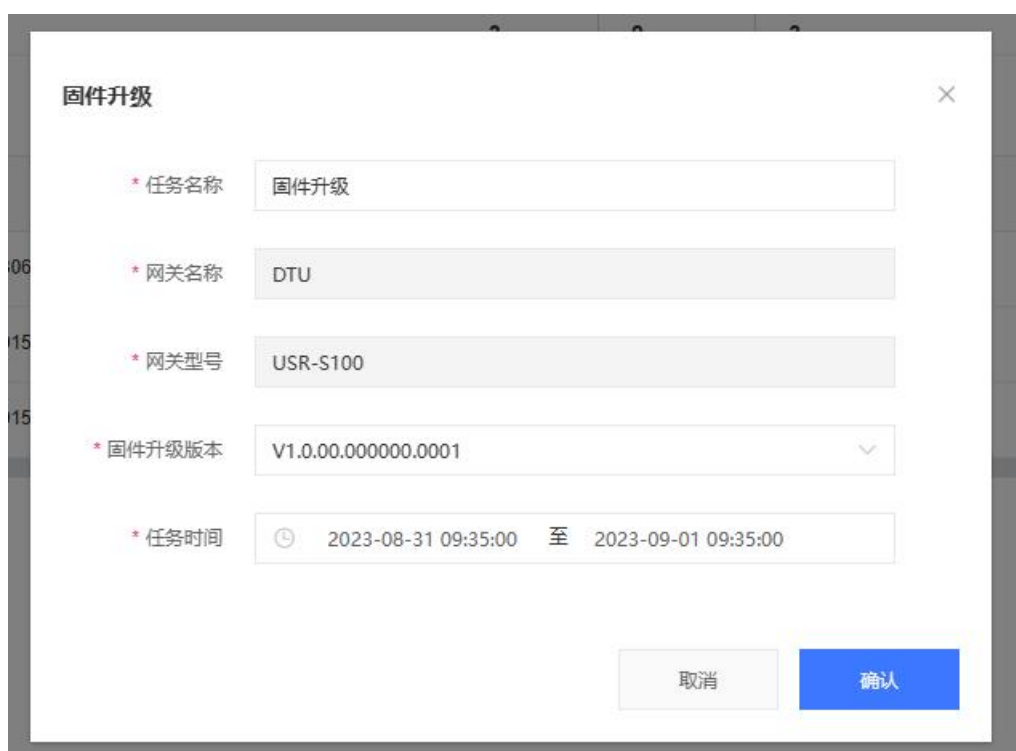 固件升级
* 任务名称 固件升级
* 网关名称 DTU
* 网关型号 USR-S100
* 固件升级版本 V1.0.00.000000.0001
* 任务时间 2023-08-31 09:35:00 至 2023-09-01 09:35:00
取消 确认